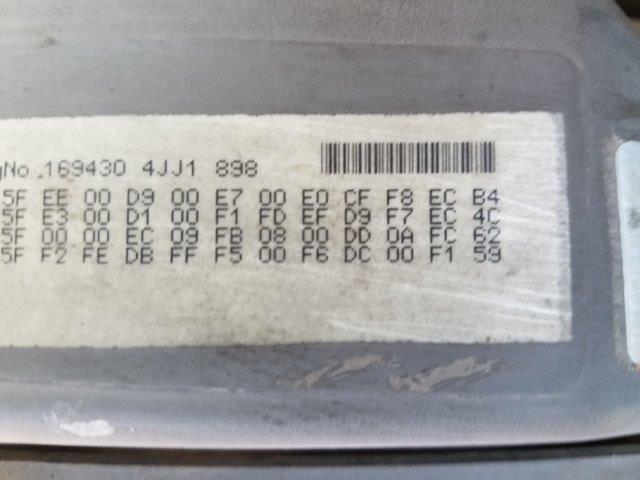 gNo.169430 4JJ1 898
5F EE 00 D9 00 E7 00 E0 CF F8 EC B4
5F E3 00 D1 00 F1 FD EF D9 F7 EC 4C
5F 00 00 EC 09 FB 08 00 DD 0A FC 62
5F F2 FE DB FF F5 00 F6 DC 00 F1 59